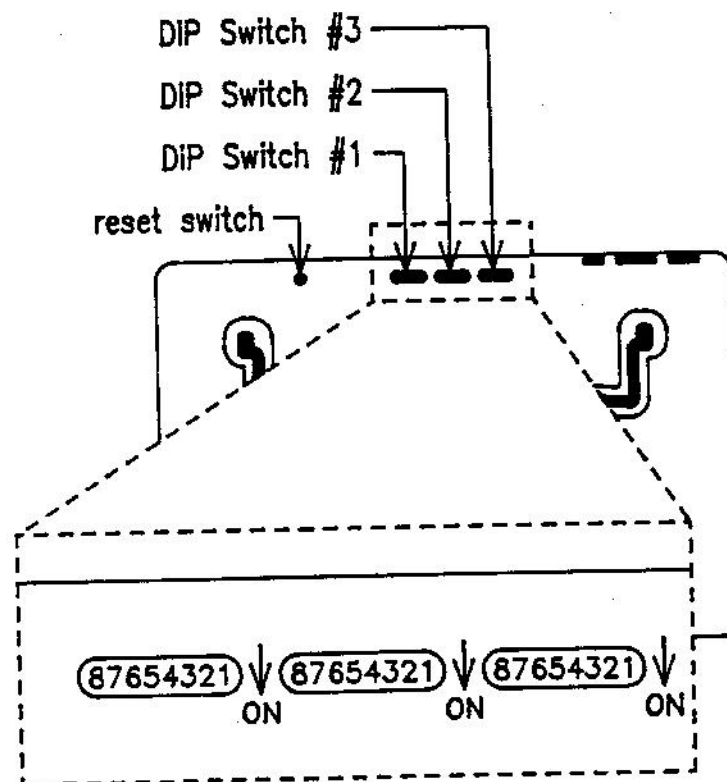 DIP Switch #3
DIP Switch #2
DIP Switch #1
reset switch
87654321 87654321 87654321
ON ON ON